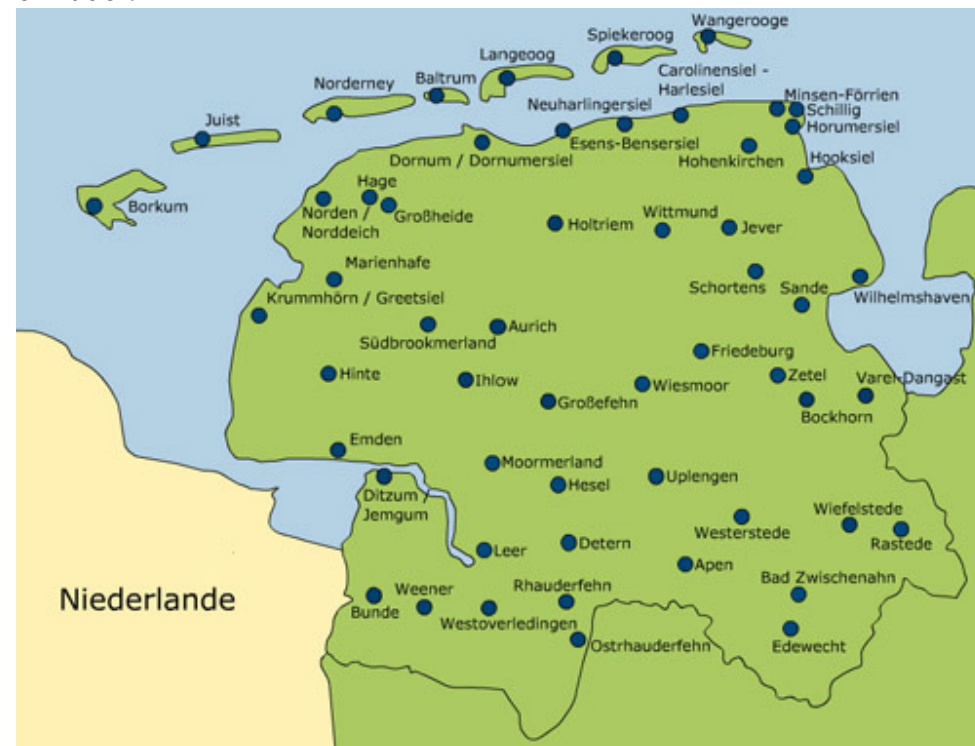 Wangerooge
Spiekeroog
Langeoog
Carolinensiel -
Harlesiel
Baltrum
Norderney
Minsen-Förrien
Neuharlingersiel
Schillig
Juist
Horumersiel
Esens-Bensersiel
Dornum / Dornumersiel
Hohenkirchen
Hooksiel
Hage
Borkum
Norden /
Norddeich
Großheide
Holtriem
Wittmund
Jever
Marienhafe
Schortens
Sande
Wilhelmshaven
Krummhörn / Greetsiel
Südbrookmerland
Aurich
Friedeburg
Hinte
Ihlow
Wiesmoor
Zetel
Varel-Dangast
Großefehn
Bockhorn
Emden
Moormerland
Hesel
Uplengen
Ditzum /
Jemgum
Wiefelstede
Westerstede
Rastede
Leer
Detern
Apen
Bad Zwischenahn
Niederlande
Weener
Bunde
Rhauderfehn
Westoverledingen
Ostrhauderfehn
Edewecht